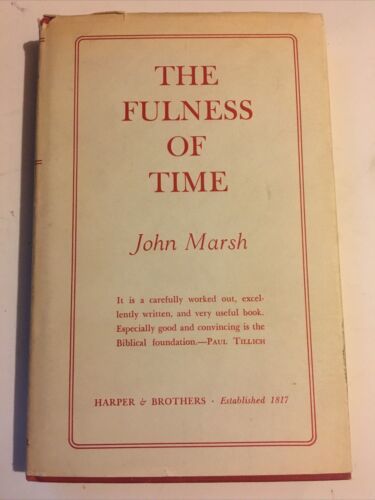 THE
FULNESS
OF
TIME
John Marsh
It is a carefully worked out, excel-
lently written, and very useful book.
Especially good and convincing is the
Biblical foundation.—PAUL TILLICH
HARPER & BROTHERS · Established 1817